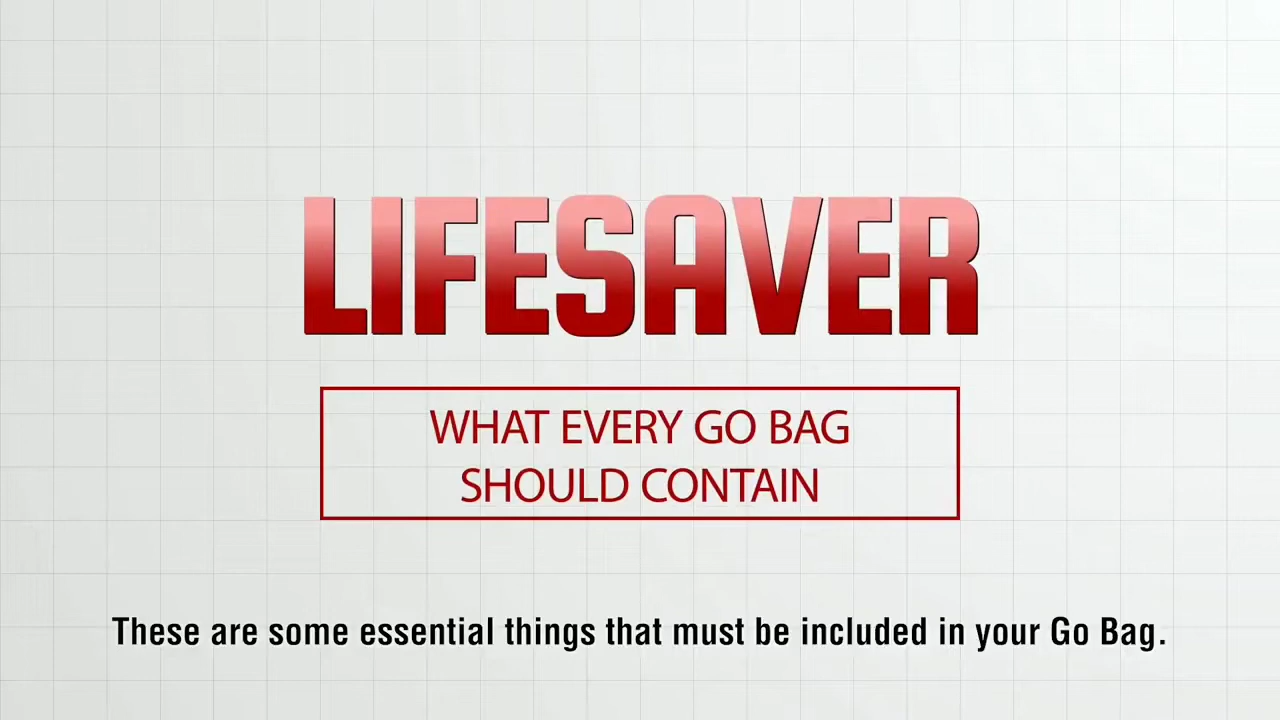 LIFESAVER
WHAT EVERY GO BAG
SHOULD CONTAIN
These are some essential things that must be included in your Go Bag.